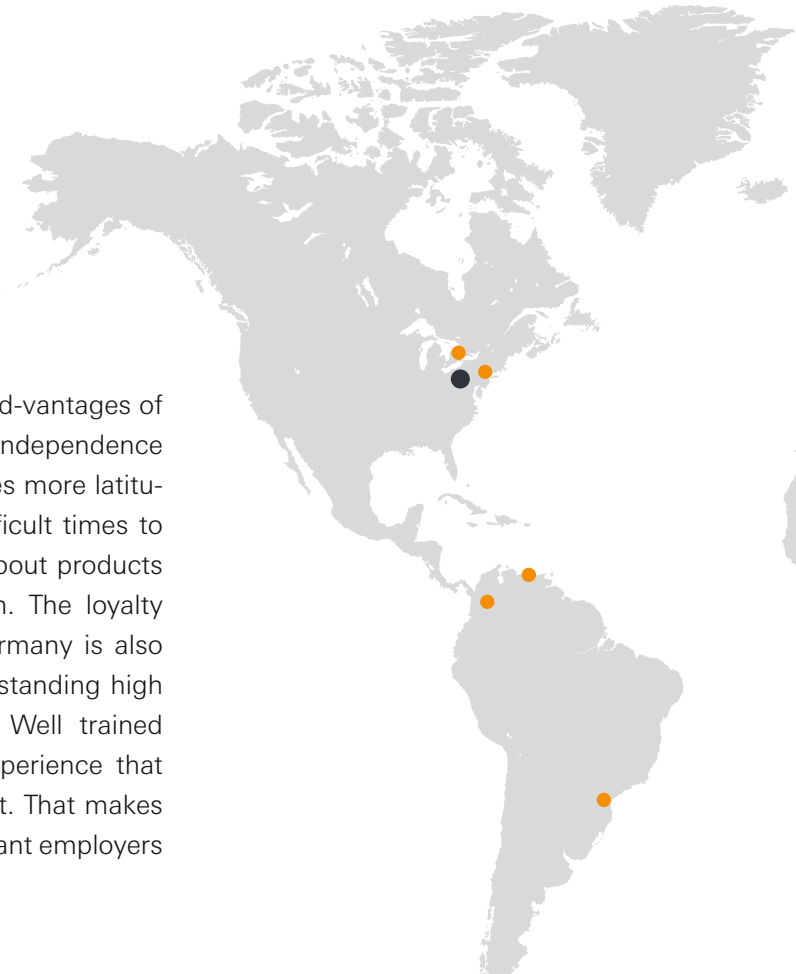 d-vantages of
ndependence
es more latitu-
ficult times to
bout products
n. The loyalty
rmany is also
standing high
Well trained
perience that
t. That makes
ant employers